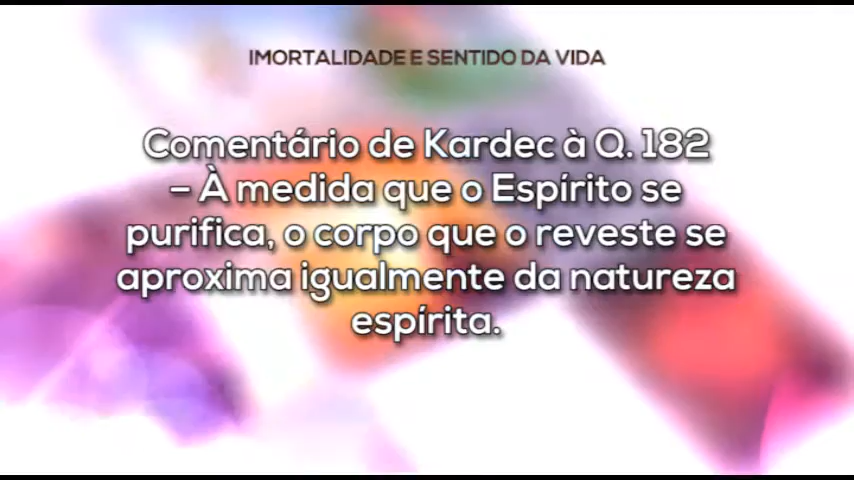 IMORTALIDADE E SENTIDO DA VIDA
Comentário de Kardec à Q. 182
– À medida que o Espírito se
purifica, o corpo que o reveste se
aproxima igualmente da natureza
espírita.